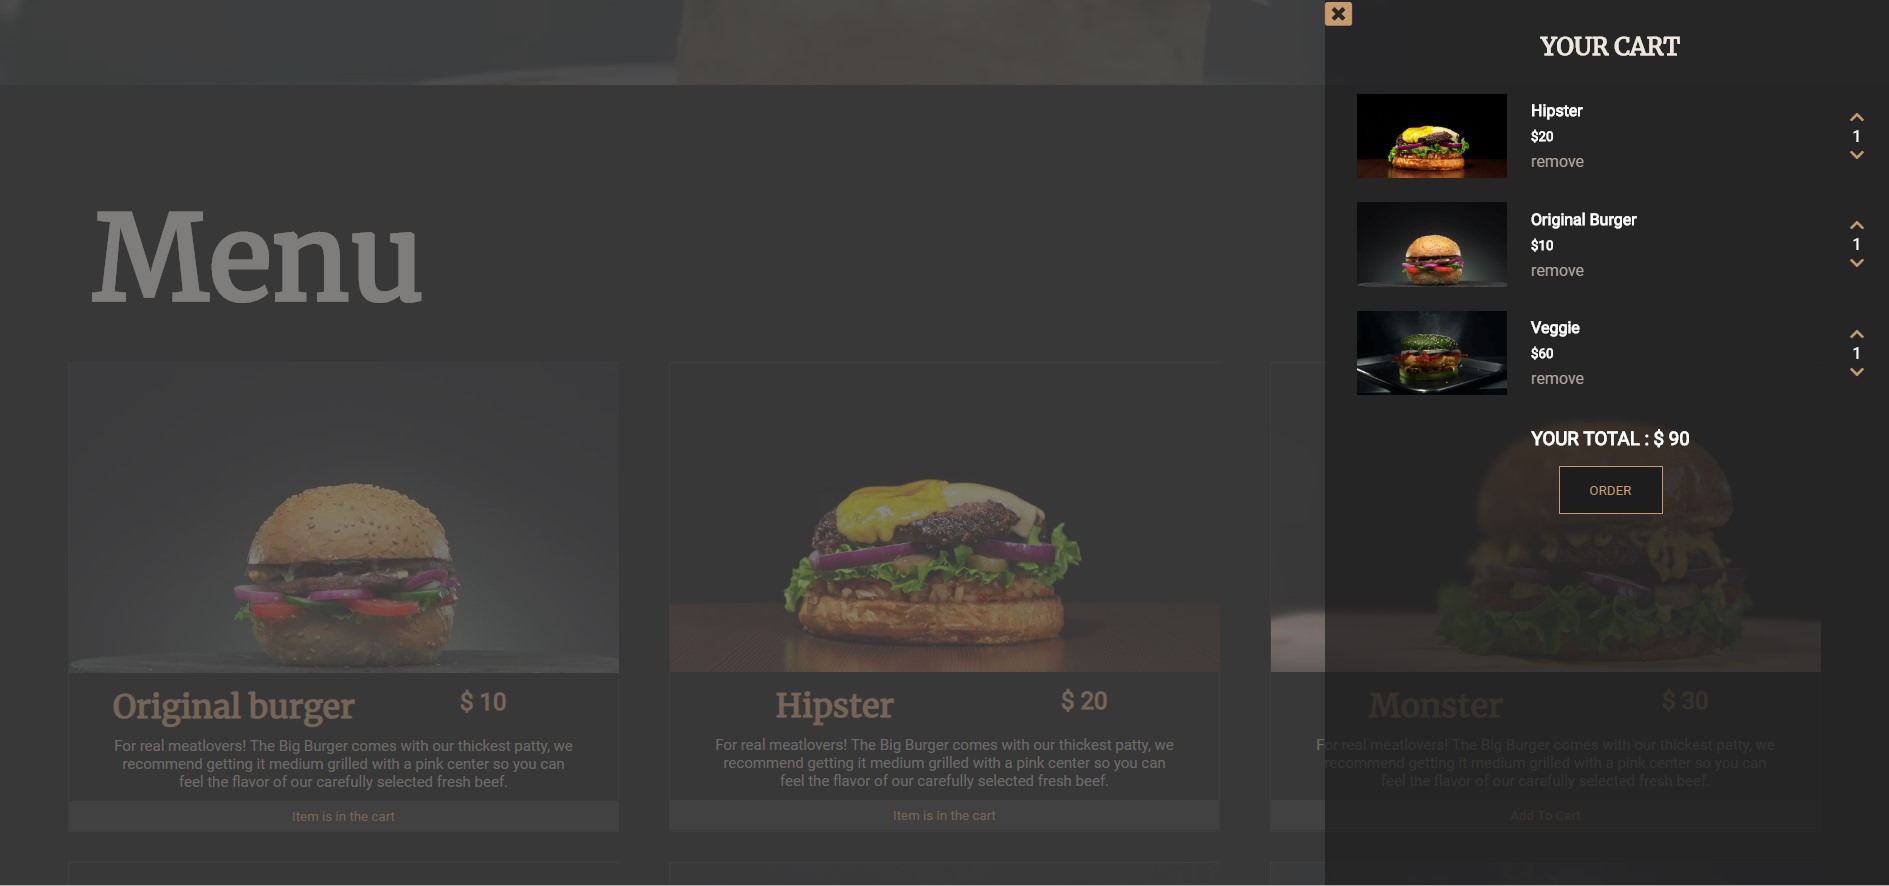 YOUR CART
Hipster
$20
remove
1
Original Burger
$10
remove
1
Veggie
$60
remove
1
YOUR TOTAL : $ 90
ORDER
Menu
Original burger
$ 10
For real meatlovers! The Big Burger comes with our thickest patty, we
recommend getting it medium grilled with a pink center so you can
feel the flavor of our carefully selected fresh beef.
Item is in the cart
Hipster
$ 20
For real meatlovers! The Big Burger comes with our thickest patty, we
recommend getting it medium grilled with a pink center so you can
feel the flavor of our carefully selected fresh beef.
Item is in the cart
Monster
$ 30
For real meatlovers! The Big Burger comes with our thickest patty, we
recommend getting it medium grilled with a pink center so you can
feel the flavor of our carefully selected fresh beef.
Add To Cart